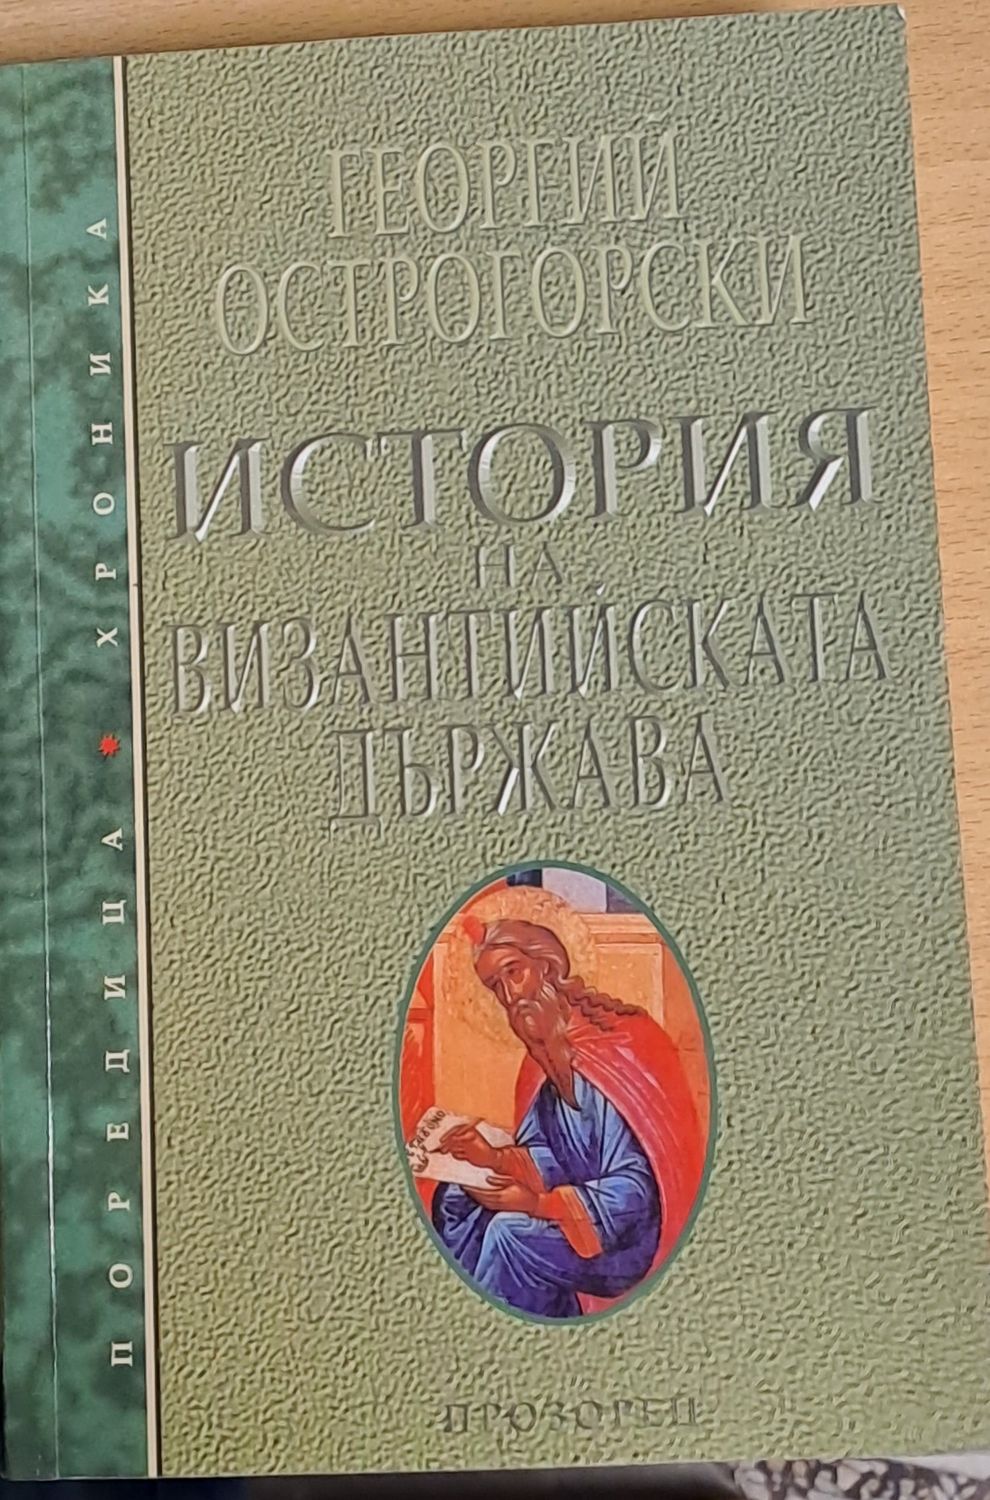 ПОРЕДИЦА * ХРОНИКА
ГЕОРГИЙ
ОСТРОГОРСКИ
ИСТОРИЯ
НА
ВИЗАНТИЙСКАТА
ДЪРЖАВА
ПРОЗОРЕЦ